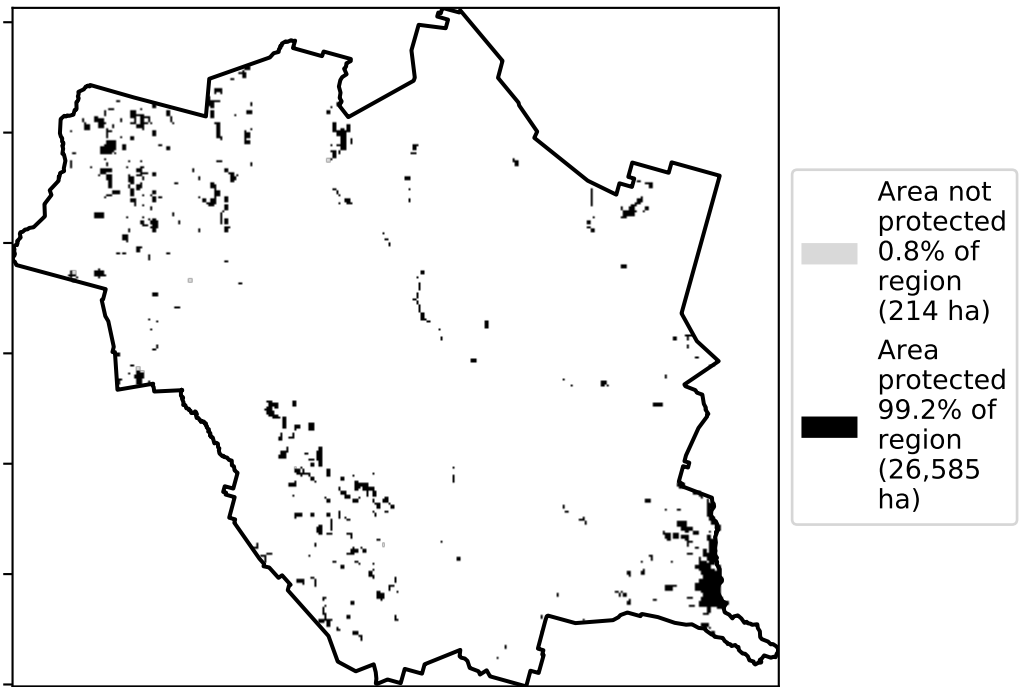 Area not
protected
0.8% of
region
(214 ha)
Area
protected
99.2% of
region
(26,585
ha)